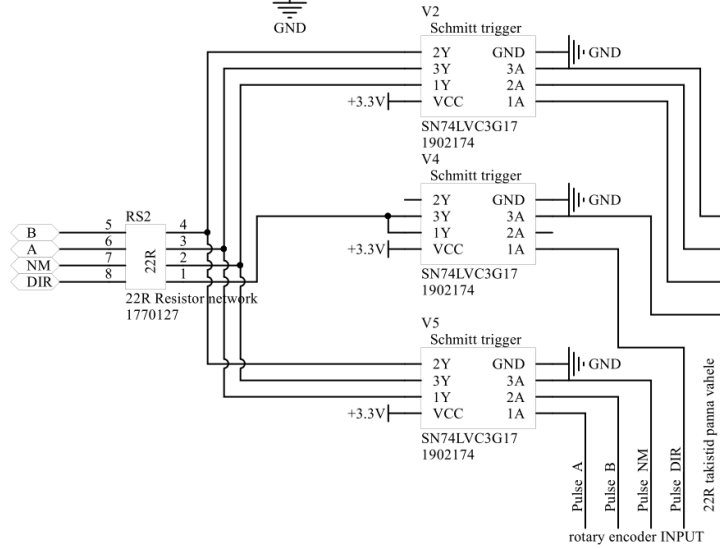 GND
V2
Schmitt trigger
2Y GND GND
3Y 3A
1Y 2A
+3.3V VCC 1A
SN74LVC3G17
1902174
V4
Schmitt trigger
2Y GND GND
3Y 3A
1Y 2A
+3.3V VCC 1A
SN74LVC3G17
1902174
RS2
B 5 4
A 6 3
NM 7 2
DIR 8 1
22R
22R Resistor network
1770127
V5
Schmitt trigger
2Y GND GND
3Y 3A
1Y 2A
+3.3V VCC 1A
SN74LVC3G17
1902174
Pulse A
Pulse B
Pulse NM
Pulse DIR
22R takistid panna vahele
rotary encoder INPUT